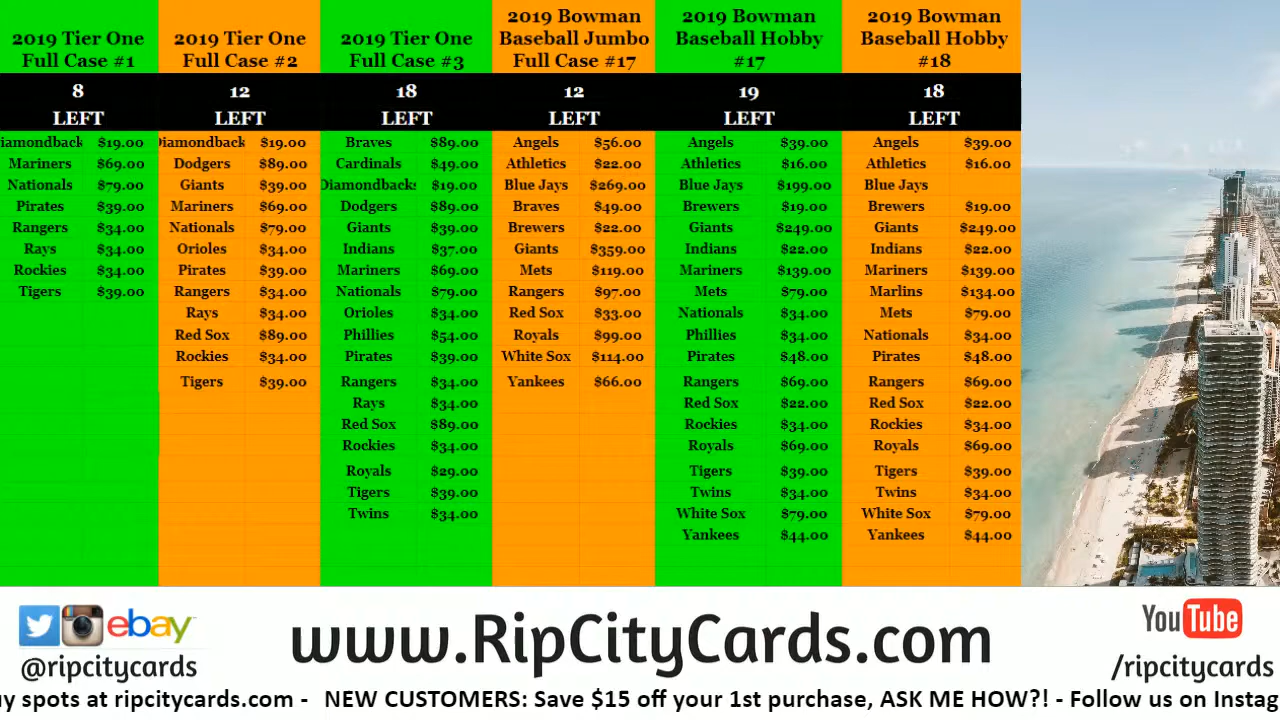 2019 Tier One
Full Case #1
8
LEFT
iamondback $19.00
Mariners $69.00
Nationals $79.00
Pirates $39.00
Rangers $34.00
Rays $34.00
Rockies $34.00
Tigers $39.00
2019 Tier One
Full Case #2
12
LEFT
Diamondback $19.00
Dodgers $89.00
Giants $39.00
Mariners $69.00
Nationals $79.00
Orioles $34.00
Pirates $39.00
Rangers $34.00
Rays $34.00
Red Sox $89.00
Rockies $34.00
Tigers $39.00
2019 Tier One
Full Case #3
18
LEFT
Braves $89.00
Cardinals $49.00
Diamondbacks $19.00
Dodgers $89.00
Giants $39.00
Indians $37.00
Mariners $69.00
Nationals $79.00
Orioles $34.00
Phillies $54.00
Pirates $39.00
Rangers $34.00
Rays $34.00
Red Sox $89.00
Rockies $34.00
Royals $29.00
Tigers $39.00
Twins $34.00
2019 Bowman
Baseball Jumbo
Full Case #17
12
LEFT
Angels $56.00
Athletics $22.00
Blue Jays $269.00
Braves $49.00
Brewers $22.00
Giants $359.00
Mets $119.00
Rangers $97.00
Red Sox $33.00
Royals $99.00
White Sox $114.00
Yankees $66.00
2019 Bowman
Baseball Hobby
#17
19
LEFT
Angels $39.00
Athletics $16.00
Blue Jays $199.00
Brewers $19.00
Giants $249.00
Indians $22.00
Mariners $139.00
Mets $79.00
Nationals $34.00
Phillies $34.00
Pirates $48.00
Rangers $69.00
Red Sox $22.00
Rockies $34.00
Royals $69.00
Tigers $39.00
Twins $34.00
White Sox $79.00
Yankees $44.00
2019 Bowman
Baseball Hobby
#18
18
LEFT
Angels $39.00
Athletics $16.00
Blue Jays
Brewers $19.00
Giants $249.00
Indians $22.00
Mariners $139.00
Marlins $134.00
Mets $79.00
Nationals $34.00
Pirates $48.00
Rangers $69.00
Red Sox $22.00
Rockies $34.00
Royals $69.00
Tigers $39.00
Twins $34.00
White Sox $79.00
Yankees $44.00
ebay
@ripcitycards
www.RipCityCards.com
YouTube
/ripcitycards
uy spots at ripcitycards.com - NEW CUSTOMERS: Save $15 off your 1st purchase, ASK ME HOW?! - Follow us on Instag